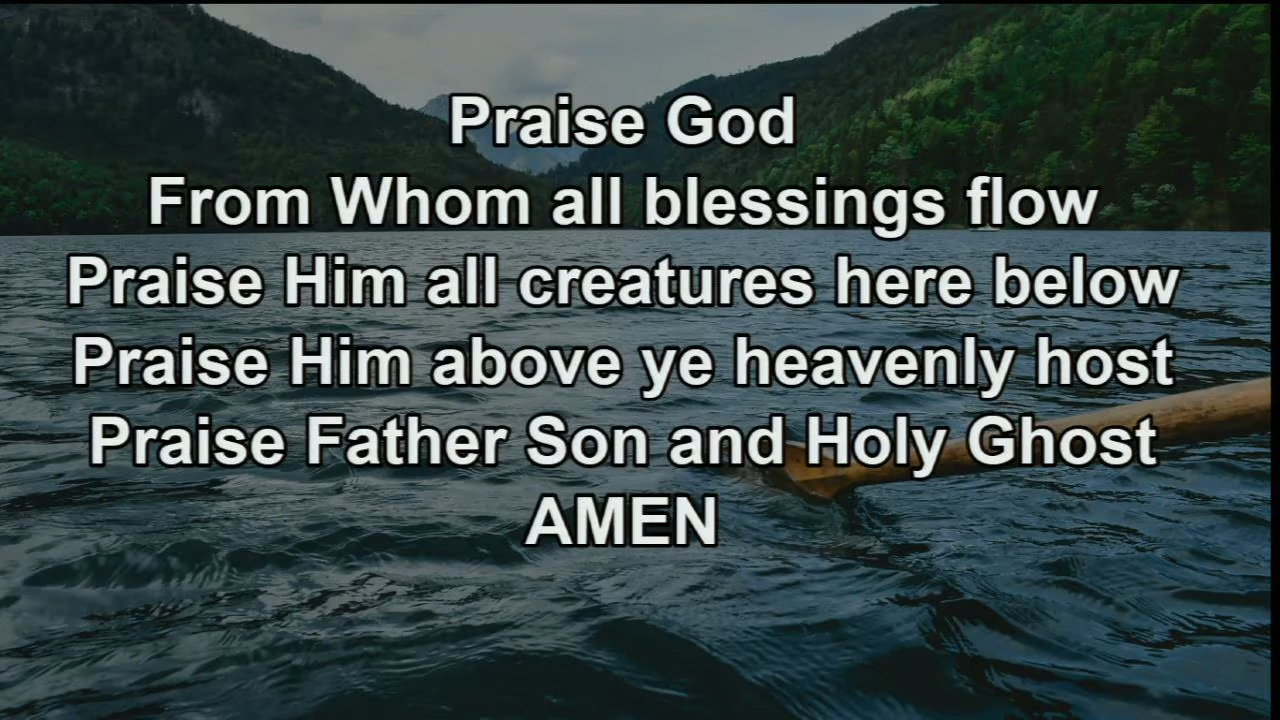 Praise God
From Whom all blessings flow
Praise Him all creatures here below
Praise Him above ye heavenly host
Praise Father Son and Holy Ghost
AMEN